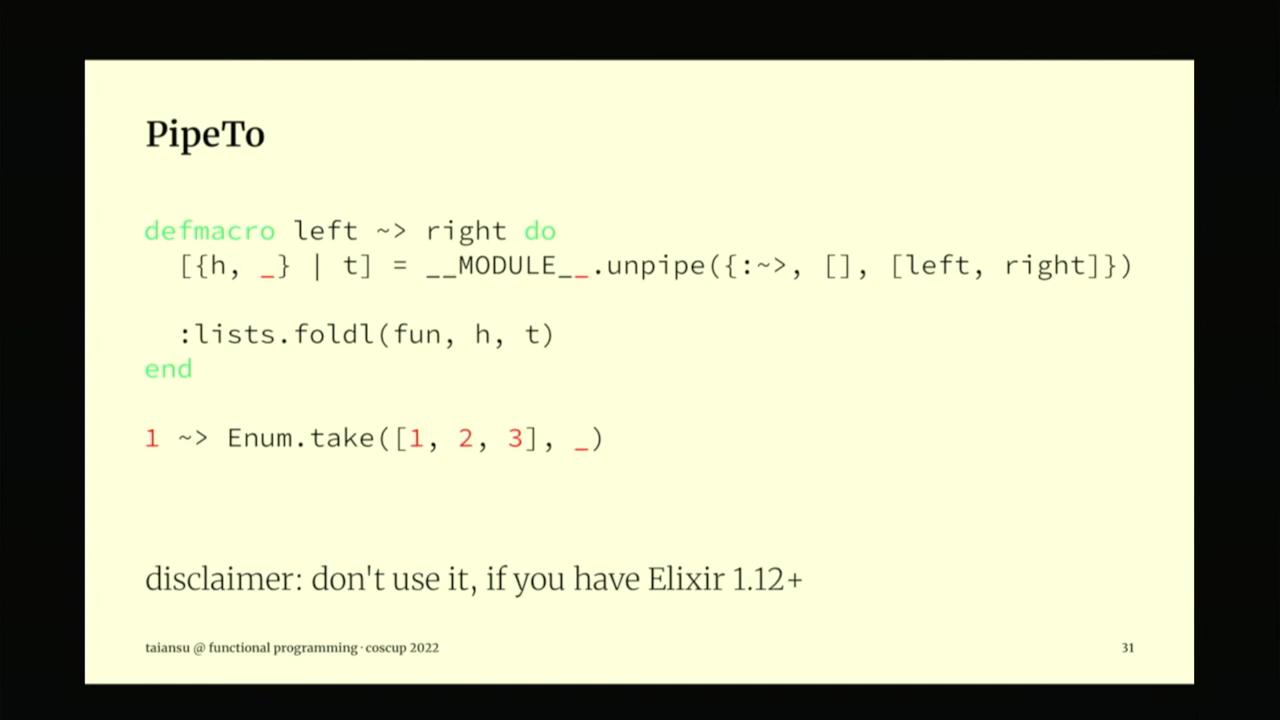 PipeTo
defmacro left ~> right do
[{h, _} | t] = __MODULE__.unpipe({:~>, [], [left, right]})
:lists.foldl(fun, h, t)
end
1 ~> Enum.take([1, 2, 3], _)
disclaimer: don't use it, if you have Elixir 1.12+
taiansu @ functional programming · coscup 2022
31